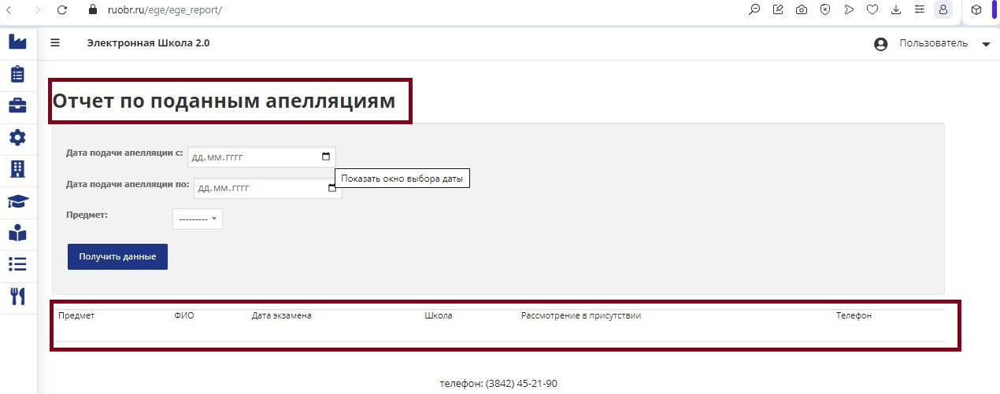 ruobr.ru/ege/ege_report/
Электронная Школа 2.0
Пользователь
Отчет по поданным апелляциям
Дата подачи апелляции с: дд.мм.гггг
Показать окно выбора даты
Дата подачи апелляции по: дд.мм.гггг
Предмет: ---------
Получить данные
Предмет ФИО Дата экзамена Школа Рассмотрение в присутствии Телефон
телефон: (3842) 45-21-90